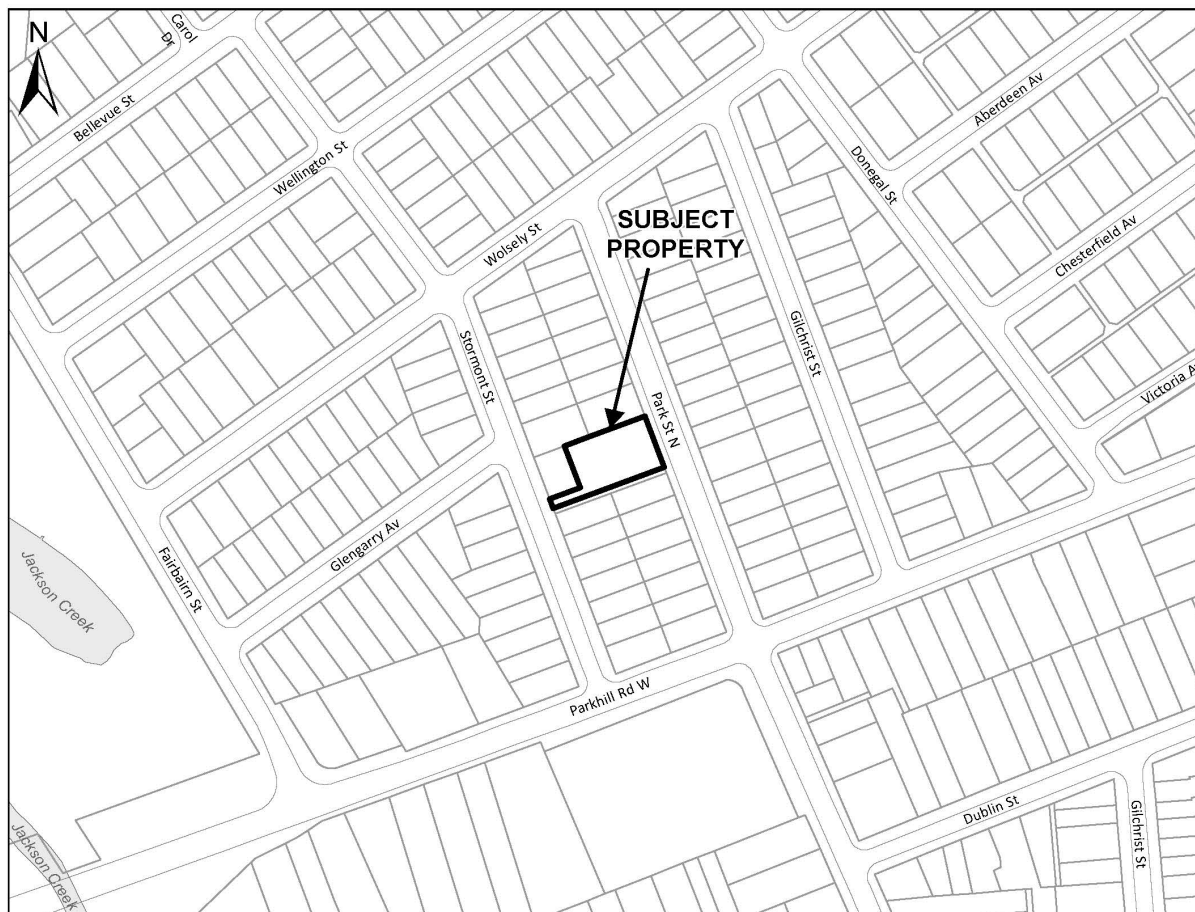 N
Carol
Dr
Bellevue St
Wellington St
Aberdeen Av
Donegal St
SUBJECT
PROPERTY
Wolsely St
Chesterfield Av
Stormont St
Gilchrist St
Park St N
Victoria Av
Glengarry Av
Fairbairn St
Jackson Creek
Parkhill Rd W
Dublin St
Gilchrist St
Jackson Creek